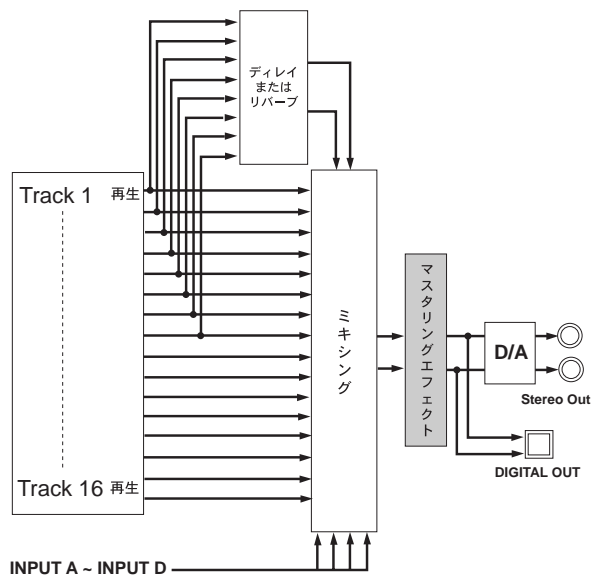 ディレイ
または
リバーブ
Track 1 再生
ミキシング
マスタリングエフェクト
D/A
Stereo Out
Track 16 再生
DIGITAL OUT
INPUT A ~ INPUT D